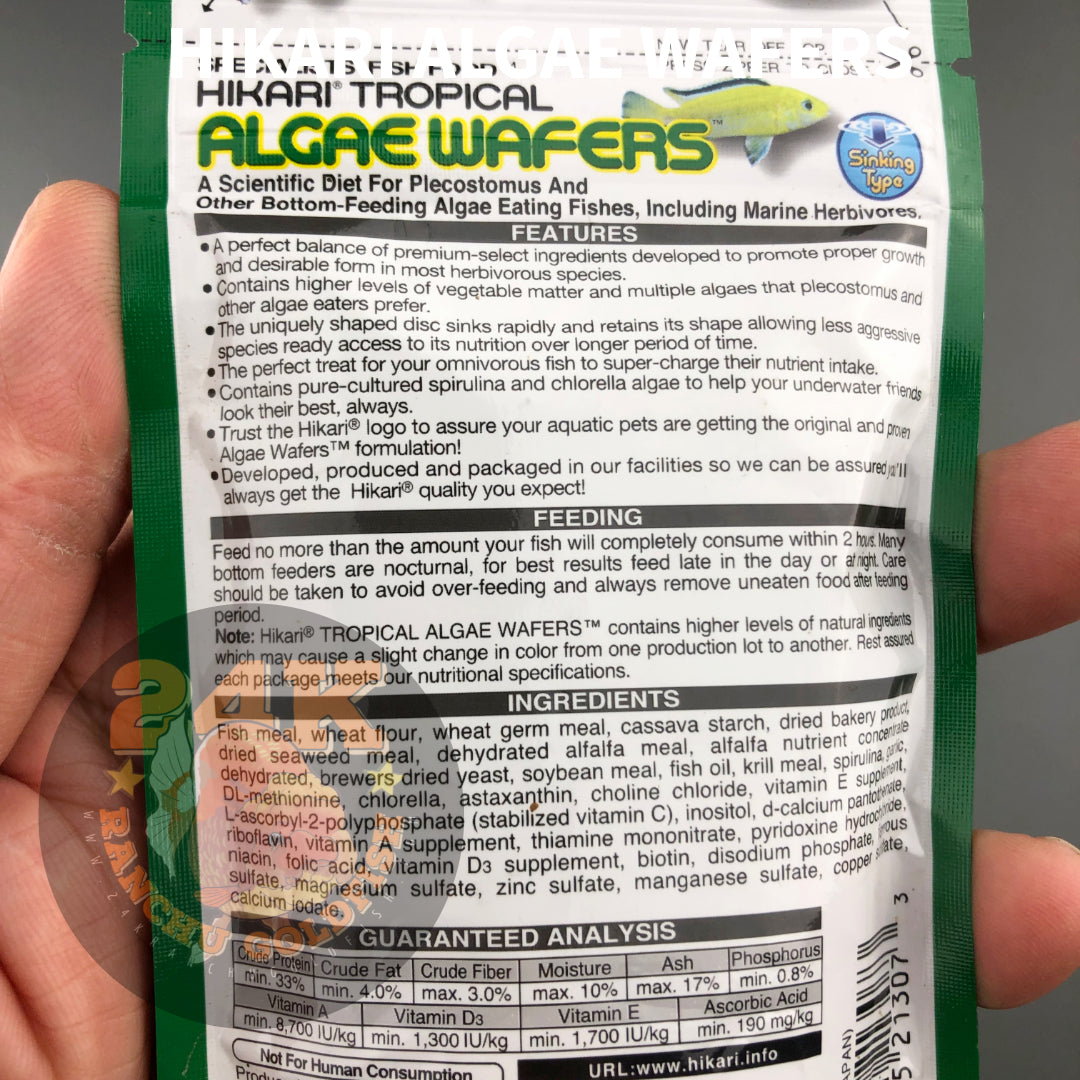 HIKARI ALGAE WAFERS
SPECIALISTS FISH FOOD
HIKARI® TROPICAL
ALGAE WAFERS™
Sinking
Type
A Scientific Diet For Plecostomus And
Other Bottom-Feeding Algae Eating Fishes, Including Marine Herbivores.
FEATURES
•A perfect balance of premium-select ingredients developed to promote proper growth
and desirable form in most herbivorous species.
•Contains higher levels of vegetable matter and multiple algaes that plecostomus and
other algae eaters prefer.
•The uniquely shaped disc sinks rapidly and retains its shape allowing less aggressive
species ready access to its nutrition over longer period of time.
•The perfect treat for your omnivorous fish to super-charge their nutrient intake.
•Contains pure-cultured spirulina and chlorella algae to help your underwater friends
look their best, always.
•Trust the Hikari® logo to assure your aquatic pets are getting the original and proven
Algae Wafers™ formulation!
•Developed, produced and packaged in our facilities so we can be assured
always get the Hikari® quality you expect!
FEEDING
Feed no more than the amount your fish will completely consume within 2 hours. Many
bottom feeders are nocturnal, for best results feed late in the day or at night. Care
should be taken to avoid over-feeding and always remove uneaten food after feeding
period.
Note: Hikari® TROPICAL ALGAE WAFERS™ contains higher levels of natural ingredients
which may cause a slight change in color from one production lot to another. Rest assured
each package meets our nutritional specifications.
INGREDIENTS
Fish meal, wheat flour, wheat germ meal, cassava starch, dried bakery product,
dried seaweed meal, dehydrated alfalfa meal, alfalfa nutrient concentrate
dehydrated, brewers dried yeast, soybean meal, fish oil, krill meal, spirulina, garlic,
DL-methionine, chlorella, astaxanthin, choline chloride, vitamin E supplement,
L-ascorbyl-2-polyphosphate (stabilized vitamin C), inositol, d-calcium pantothenate,
riboflavin, vitamin A supplement, thiamine mononitrate, pyridoxine hydrochloride,
niacin, folic acid, vitamin D3 supplement, biotin, disodium phosphate, ferrous
sulfate, magnesium sulfate, zinc sulfate, manganese sulfate, copper sulfate,
calcium iodate.
GUARANTEED ANALYSIS
Crude Protein Crude Fat Crude Fiber Moisture Ash Phosphorus
min. 33% min. 4.0% max. 3.0% max. 10% max. 17% min. 0.8%
Vitamin A Vitamin D3 Vitamin E Ascorbic Acid
min. 8,700 IU/kg min. 1,300 IU/kg min. 1,700 IU/kg min. 190 mg/kg
Not For Human Consumption
URL:www.hikari.info
5 21307 3
24K
RANCHU GOLDFISH